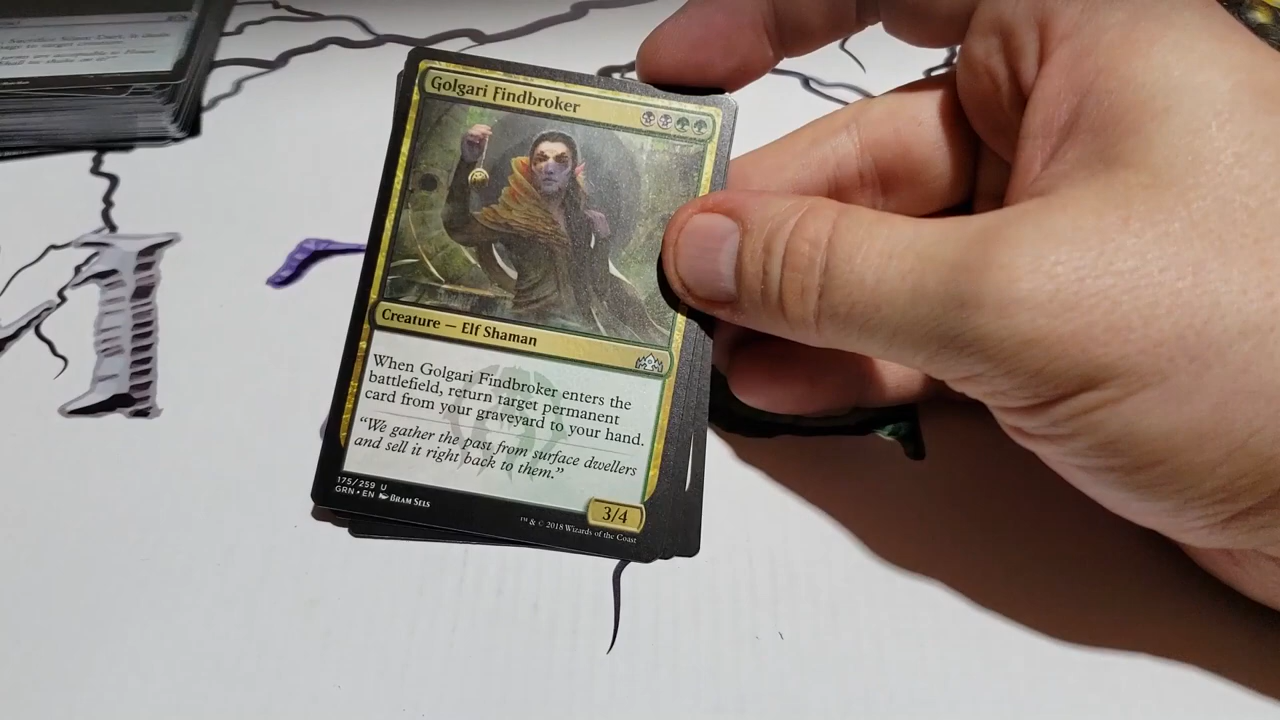 Golgari Findbroker
Creature — Elf Shaman
When Golgari Findbroker enters the
battlefield, return target permanent
card from your graveyard to your hand.
"We gather the past from surface dwellers
and sell it right back to them."
175/259 U
GRN • EN Bram Sels
3/4
™ & © 2018 Wizards of the Coast